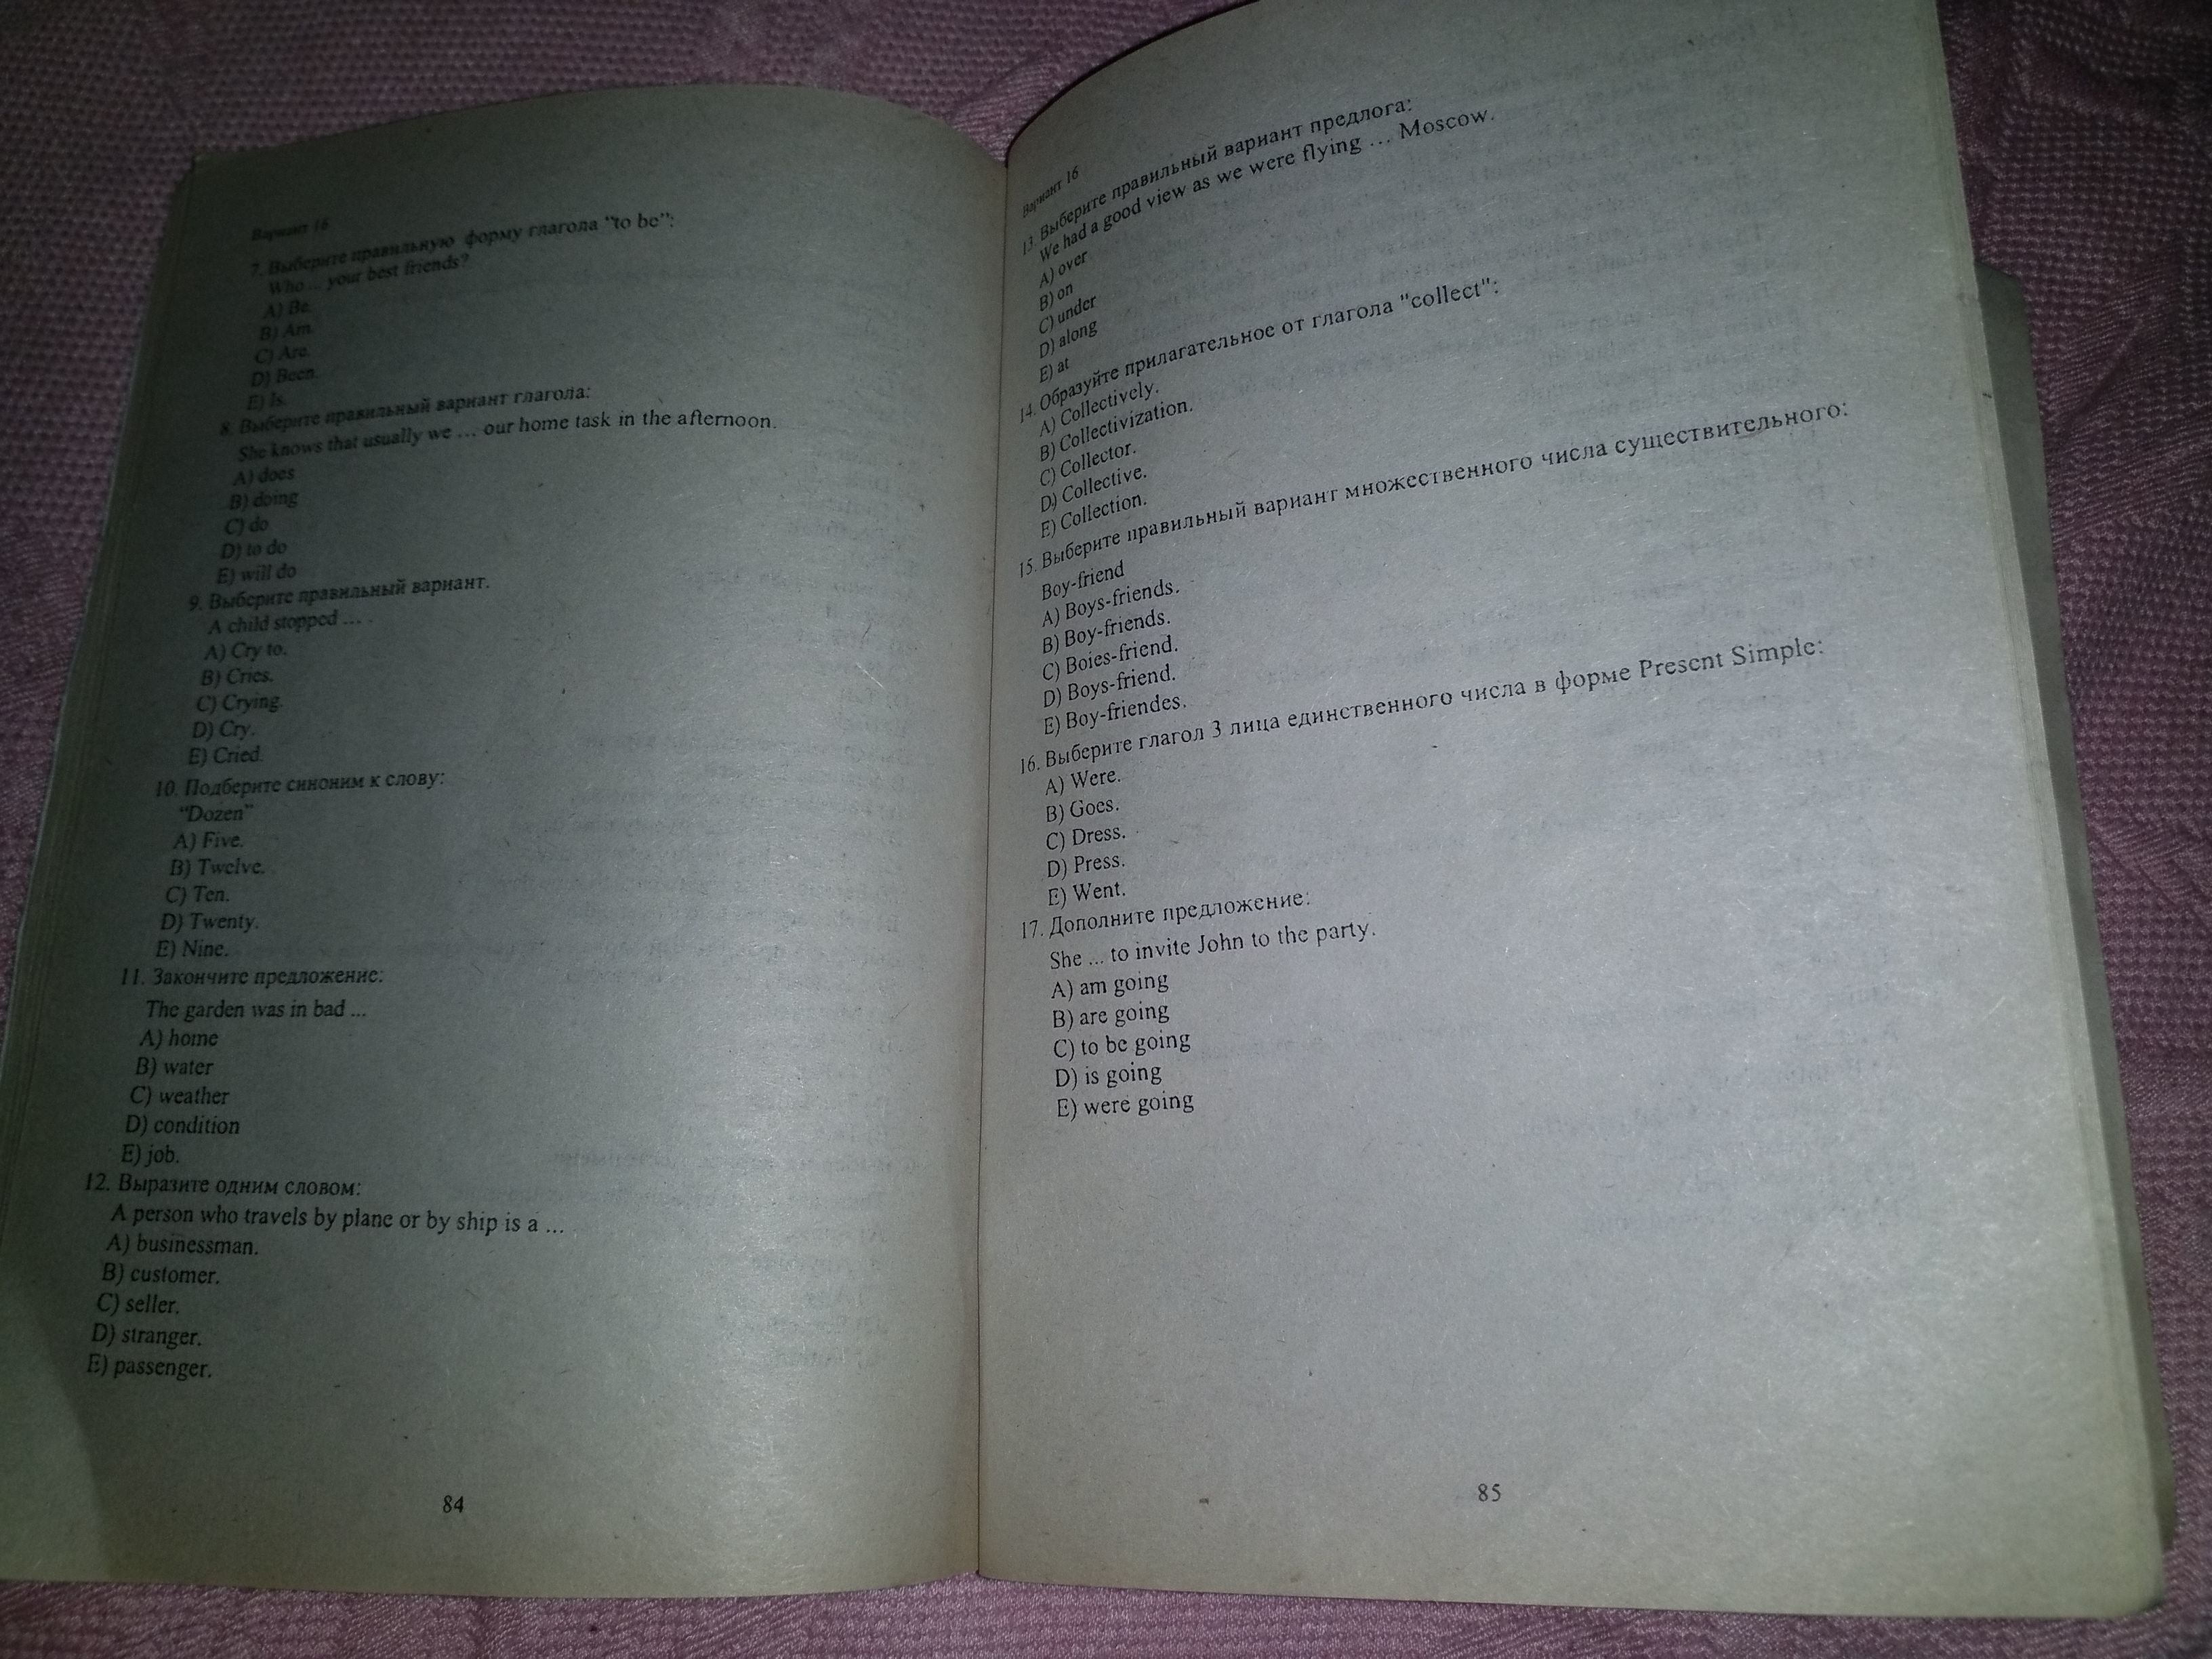 Вариант 16
7. Выберите правильную форму глагола "to be":
Who ... your best friends?
A) Be.
B) Am.
C) Are.
D) Been.
E) Is.
8. Выберите правильный вариант глагола:
She knows that usually we ... our home task in the afternoon.
A) does
B) doing
C) do
D) to do
E) will do
9. Выберите правильный вариант.
A child stopped ... .
A) Cry to.
B) Cries.
C) Crying.
D) Cry.
E) Cried.
10. Подберите синоним к слову:
"Dozen"
A) Five.
B) Twelve.
C) Ten.
D) Twenty.
E) Nine.
11. Закончите предложение:
The garden was in bad ...
A) home
B) water
C) weather
D) condition
E) job.
12. Выразите одним словом:
A person who travels by plane or by ship is a ...
A) businessman.
B) customer.
C) seller.
D) stranger.
E) passenger.
84
Вариант 16
13. Выберите правильный вариант предлога:
We had a good view as we were flying ... Moscow.
A) over
B) on
C) under
D) along
E) at
14. Образуйте прилагательное от глагола "collect":
A) Collectively.
B) Collectivization.
C) Collector.
D) Collective.
E) Collection.
15. Выберите правильный вариант множественного числа существительного:
Boy-friend
A) Boys-friends.
B) Boy-friends.
C) Boies-friend.
D) Boys-friend.
E) Boy-friendes.
16. Выберите глагол 3 лица единственного числа в форме Present Simple:
A) Were.
B) Goes.
C) Dress.
D) Press.
E) Went.
17. Дополните предложение:
She ... to invite John to the party.
A) am going
B) are going
C) to be going
D) is going
E) were going
85